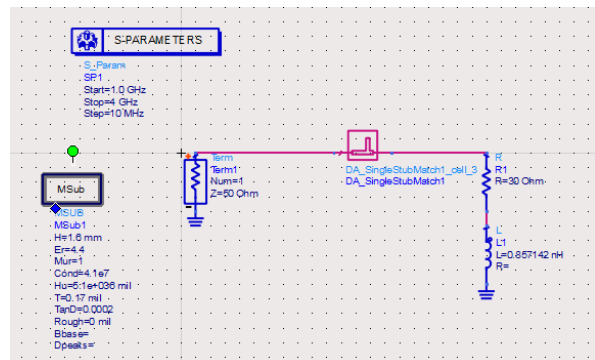 S-PARAMETERS
S_Param
SP1
Start=1.0 GHz
Stop=4 GHz
Step=10 MHz
MSub
MSUB
MSub1
H=1.6 mm
Er=4.4
Mur=1
Cond=4.1e7
Hu=5.1e+036 mil
T=0.17 mil
TanD=0.0002
Rough=0 mil
Bbase=
Dpeaks=
Term
Term1
Num=1
Z=50 Ohm
DA_SingleStubMatch1_cell_3
DA_SingleStubMatch1
R
R1
R=30 Ohm
L
L1
L=0.857142 nH
R=